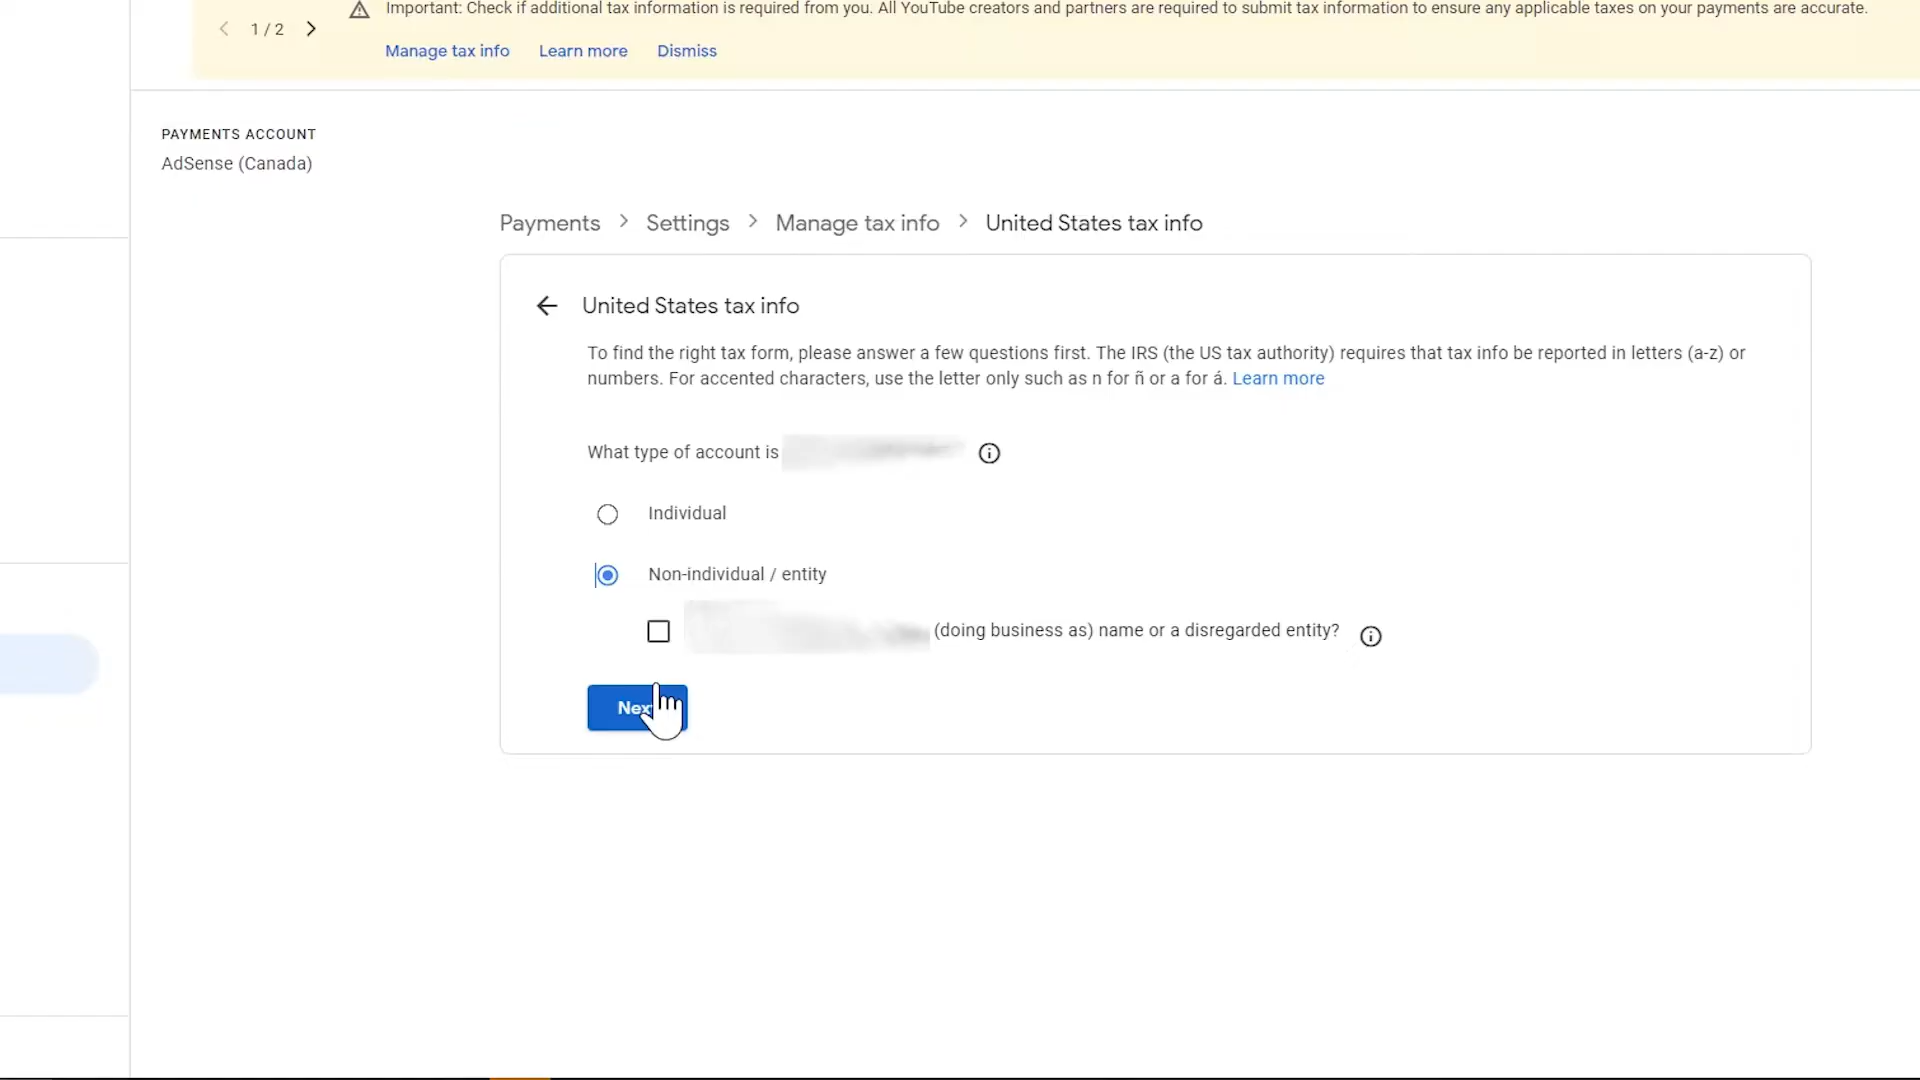 Important: Check if additional tax information is required from you. All YouTube creators and partners are required to submit tax information to ensure any applicable taxes on your payments are accurate.
1 / 2
Manage tax info Learn more Dismiss
PAYMENTS ACCOUNT
AdSense (Canada)
Payments > Settings > Manage tax info > United States tax info
United States tax info
To find the right tax form, please answer a few questions first. The IRS (the US tax authority) requires that tax info be reported in letters (a-z) or
numbers. For accented characters, use the letter only such as n for ñ or a for á. Learn more
What type of account is
Individual
Non-individual / entity
(doing business as) name or a disregarded entity?